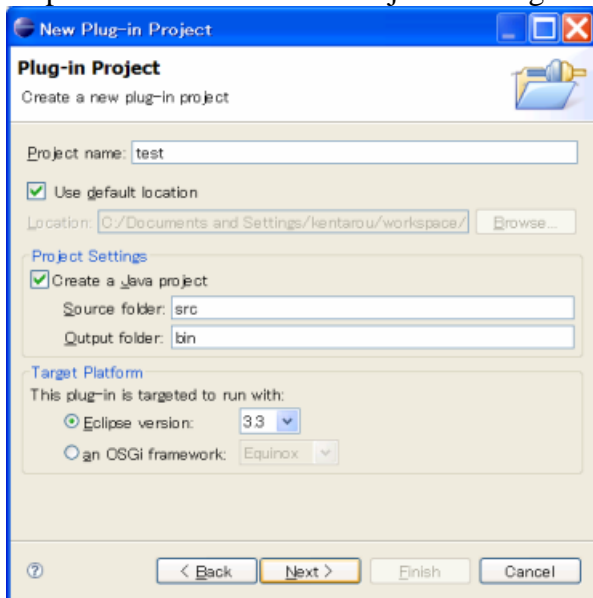 New Plug-in Project
Plug-in Project
Create a new plug-in project
Project name: test
Use default location
Location: C:/Documents and Settings/kentarou/workspace/ Browse...
Project Settings
Create a Java project
Source folder: src
Output folder: bin
Target Platform
This plug-in is targeted to run with:
Eclipse version: 3.3
an OSGi framework: Equinox
< Back Next > Finish Cancel